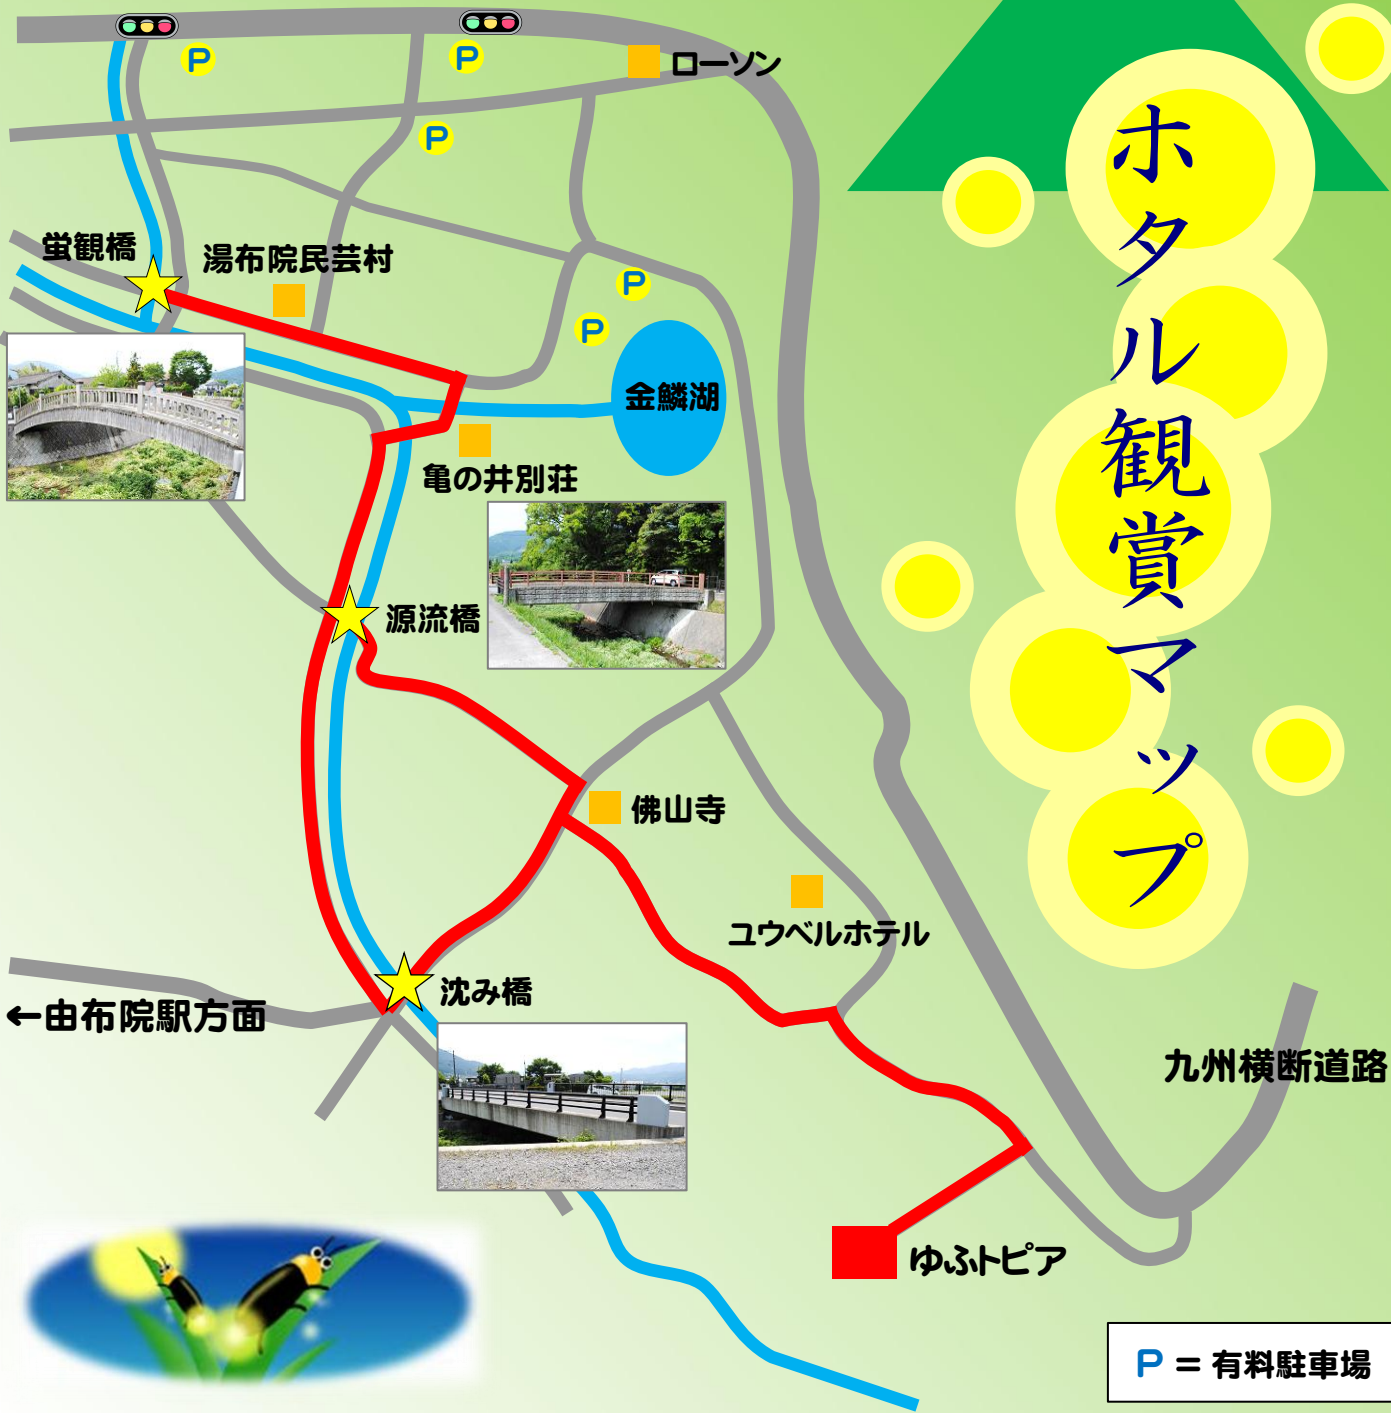 ホタル観賞マップ
P
P
ローソン
P
蛍観橋
湯布院民芸村
P
P
金鱗湖
亀の井別荘
源流橋
佛山寺
ユウベルホテル
沈み橋
←由布院駅方面
九州横断道路
ゆふトピア
P = 有料駐車場